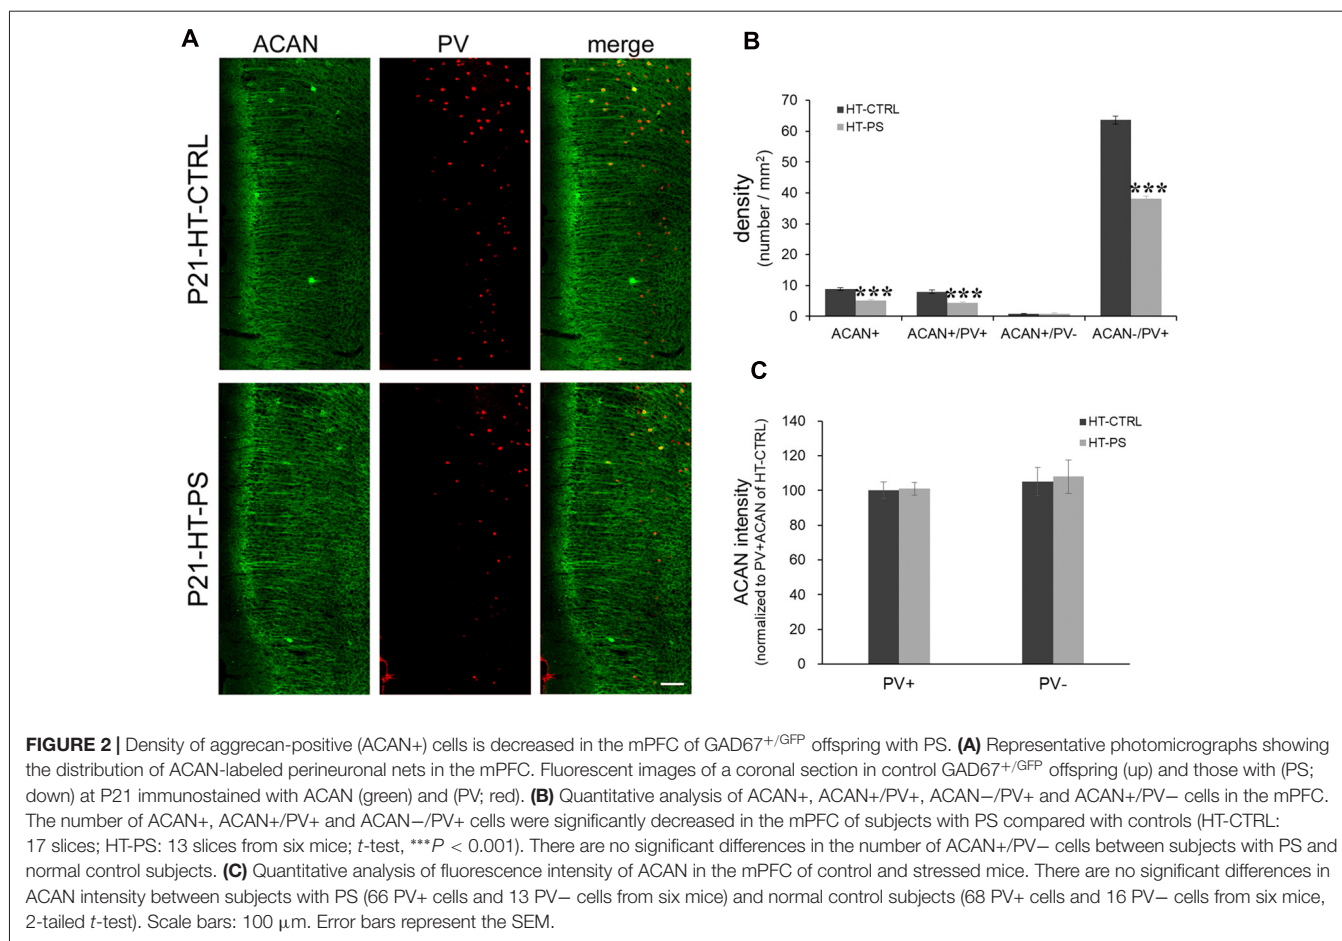 A
ACAN PV merge
P21-HT-CTRL
P21-HT-PS
B
HT-CTRL
HT-PS
density
(number / mm²)
70
60
50
40
30
20
10
0
***
***
***
ACAN+ ACAN+/PV+ ACAN+/PV- ACAN-/PV+
C
HT-CTRL
HT-PS
ACAN intensity
(normalized to PV+ACAN of HT-CTRL)
140
120
100
80
60
40
20
0
PV+ PV-
FIGURE 2 | Density of aggrecan-positive (ACAN+) cells is decreased in the mPFC of GAD67+/GFP offspring with PS. (A) Representative photomicrographs showing
the distribution of ACAN-labeled perineuronal nets in the mPFC. Fluorescent images of a coronal section in control GAD67+/GFP offspring (up) and those with (PS;
down) at P21 immunostained with ACAN (green) and (PV; red). (B) Quantitative analysis of ACAN+, ACAN+/PV+, ACAN−/PV+ and ACAN+/PV− cells in the mPFC.
The number of ACAN+, ACAN+/PV+ and ACAN−/PV+ cells were significantly decreased in the mPFC of subjects with PS compared with controls (HT-CTRL:
17 slices; HT-PS: 13 slices from six mice; t-test, ***P < 0.001). There are no significant differences in the number of ACAN+/PV− cells between subjects with PS and
normal control subjects. (C) Quantitative analysis of fluorescence intensity of ACAN in the mPFC of control and stressed mice. There are no significant differences in
ACAN intensity between subjects with PS (66 PV+ cells and 13 PV− cells from six mice) and normal control subjects (68 PV+ cells and 16 PV− cells from six mice,
2-tailed t-test). Scale bars: 100 μm. Error bars represent the SEM.